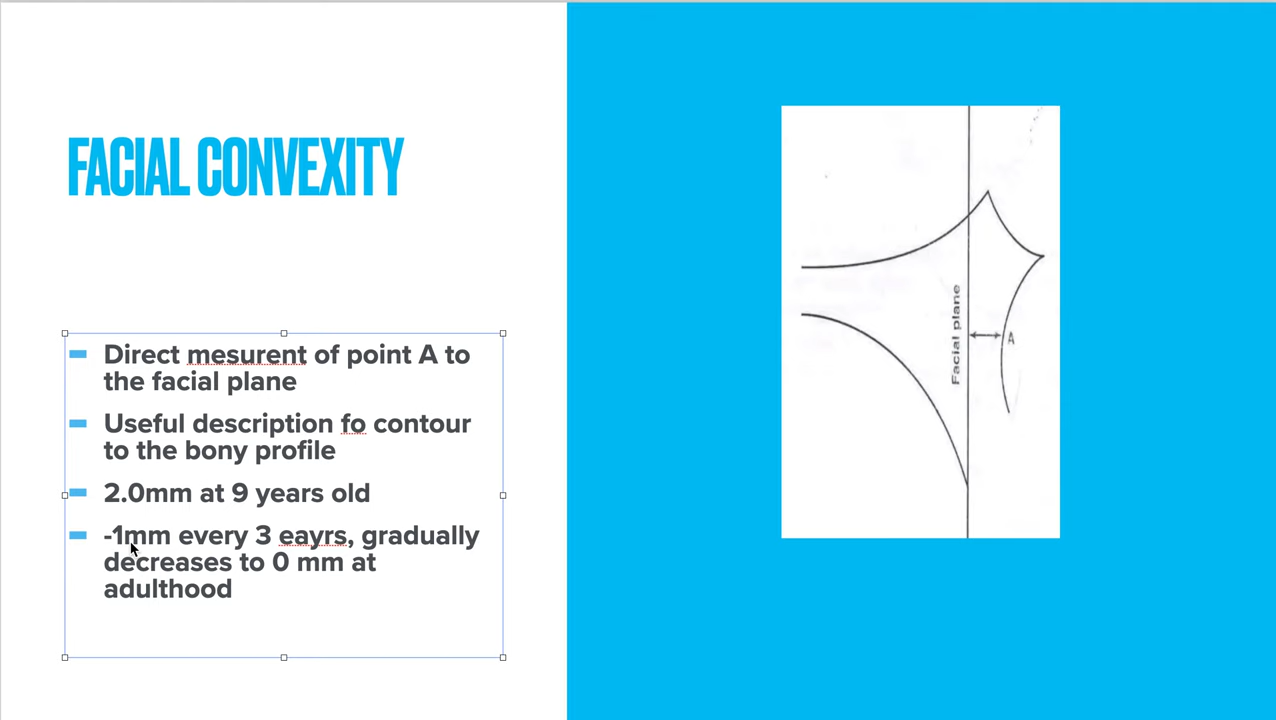 FACIAL CONVEXITY
Direct mesurent of point A to
the facial plane
Useful description fo contour
to the bony profile
2.0mm at 9 years old
-1mm every 3 eayrs, gradually
decreases to 0 mm at
adulthood
Facial plane
A